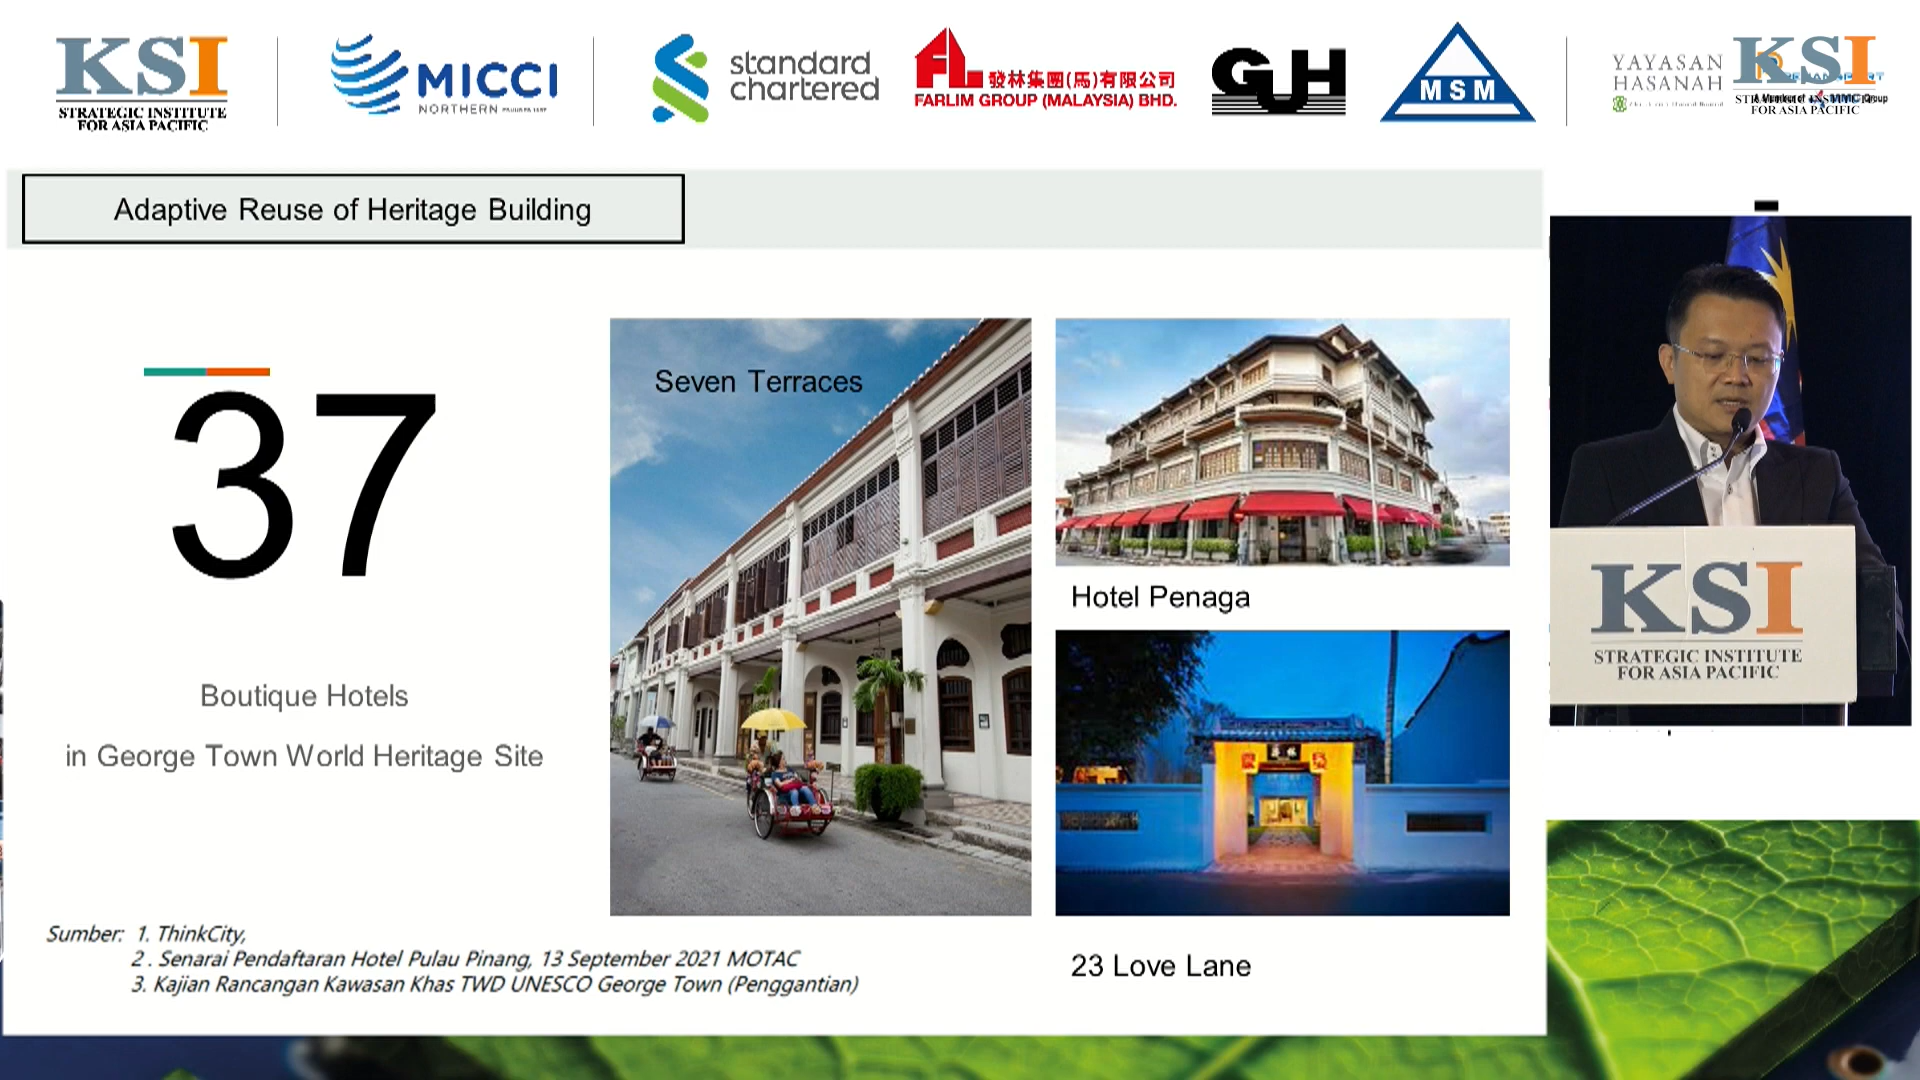 KSI
STRATEGIC INSTITUTE
FOR ASIA PACIFIC
MICCI
NORTHERN
standard
chartered
FL
發林集團(馬)有限公司
FARLIM GROUP (MALAYSIA) BHD.
GUH
MSM
YAYASAN
HASANAH
KSI
FOR ASIA PACIFIC
Adaptive Reuse of Heritage Building
37
Boutique Hotels
in George Town World Heritage Site
Seven Terraces
Hotel Penaga
23 Love Lane
Sumber: 1. ThinkCity,
2 . Senarai Pendaftaran Hotel Pulau Pinang, 13 September 2021 MOTAC
3. Kajian Rancangan Kawasan Khas TWD UNESCO George Town (Penggantian)
KSI
STRATEGIC INSTITUTE
FOR ASIA PACIFIC